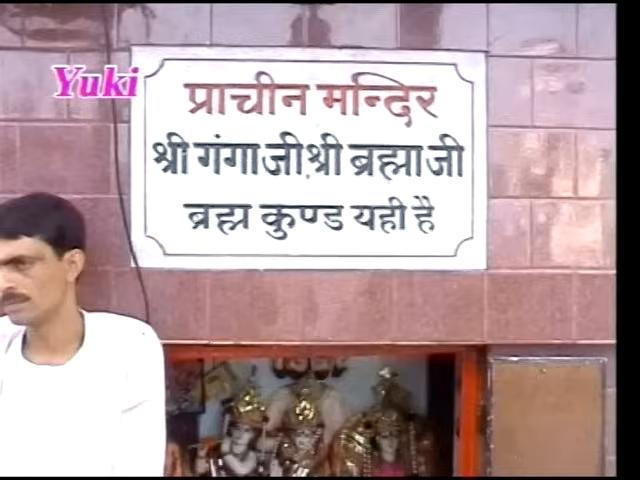 Yuki
प्राचीन मन्दिर
श्री गंगाजी, श्री ब्रह्माजी
ब्रह्म कुण्ड यही है